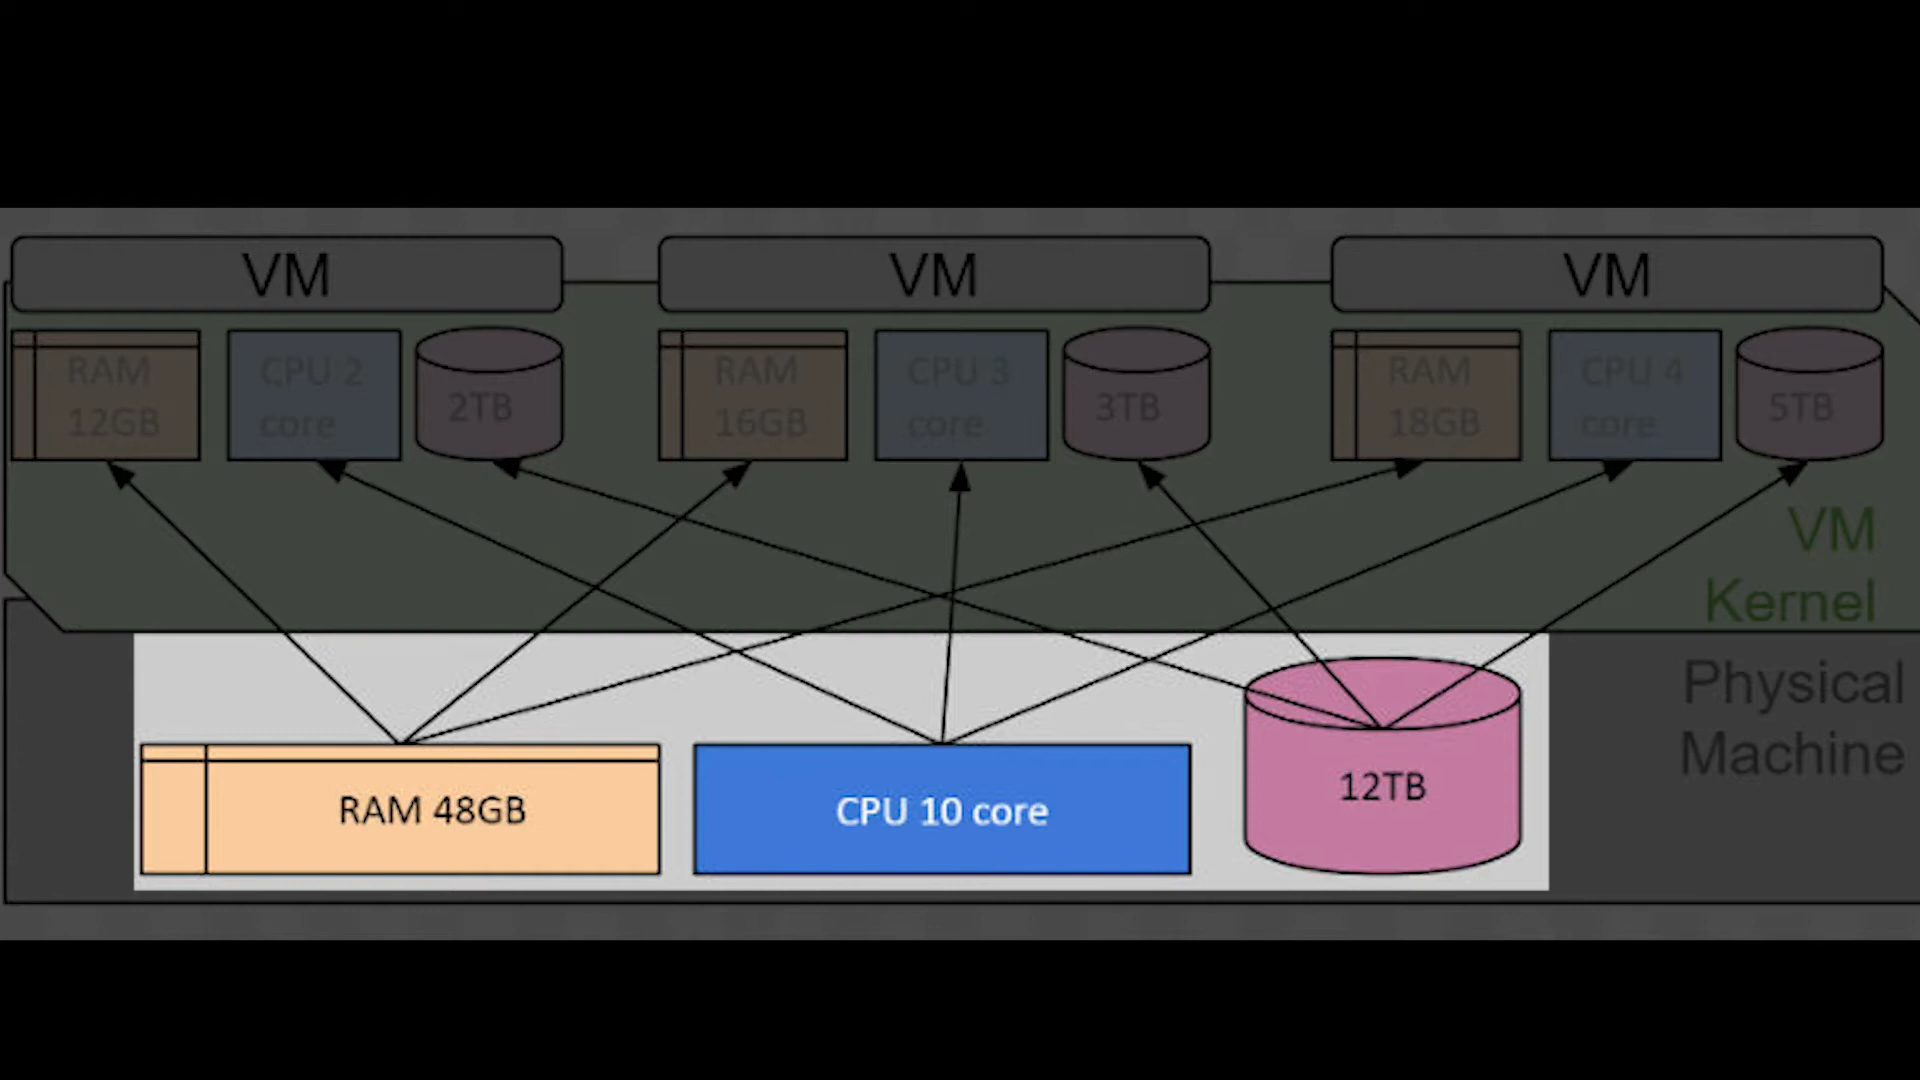 VM
VM
VM
RAM
12GB
CPU 2
core
2TB
RAM
16GB
CPU 3
core
3TB
RAM
18GB
CPU 4
core
5TB
VM
Kernel
Physical
Machine
RAM 48GB
CPU 10 core
12TB